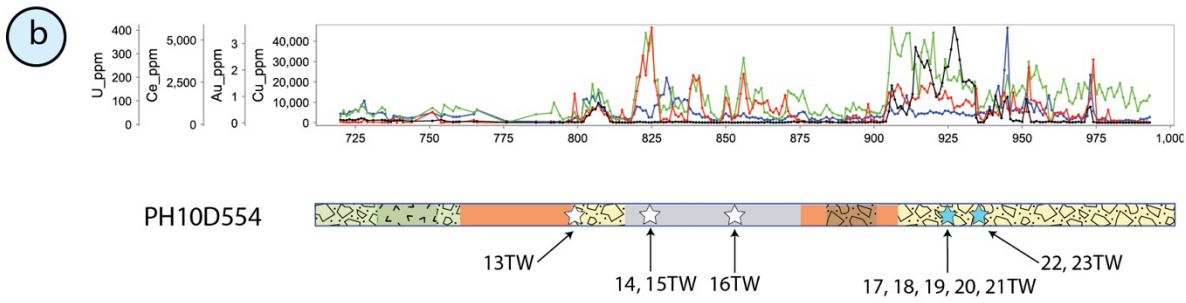 b
400
300
200
100
0
U_ppm
5,000
2,500
0
Ce_ppm
3
2
1
0
Au_ppm
40,000
30,000
20,000
10,000
0
Cu_ppm
725 750 775 800 825 850 875 900 925 950 975 1,000
PH10D554
13TW
14, 15TW 16TW
17, 18, 19, 20, 21TW
22, 23TW